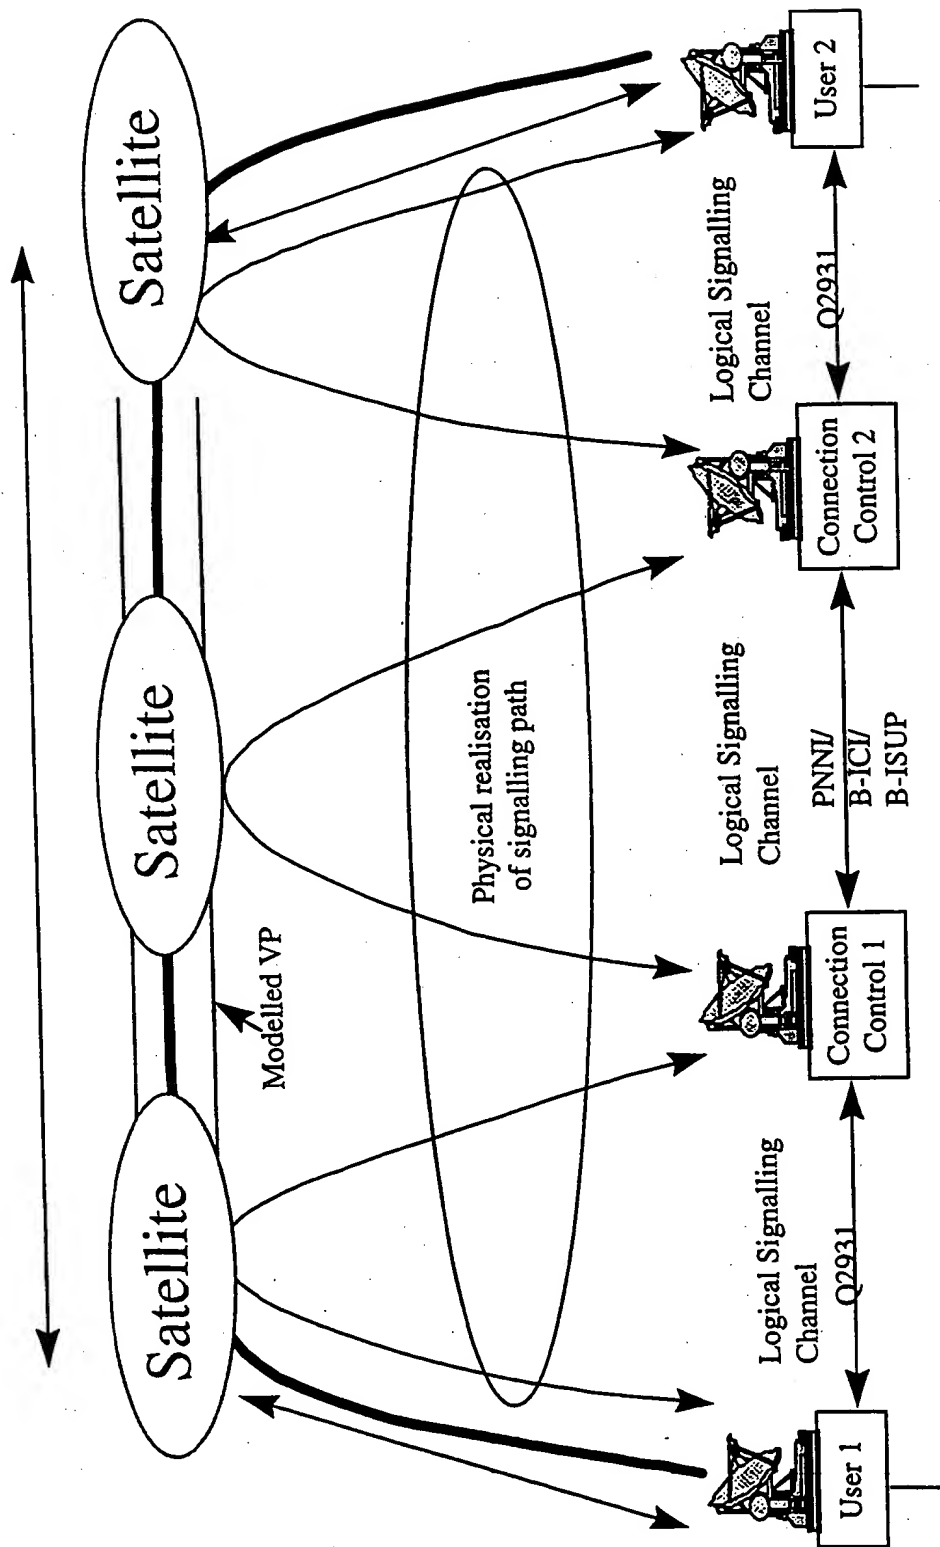 Satellite
Satellite
Satellite
Modelled VP
Physical realisation
of signalling path
Logical Signalling
Channel
Logical Signalling
Channel
Logical Signalling
Channel
Q2931
PNNI/
B-ICI/
B-ISUP
Q2931
User 1
Connection
Control 1
Connection
Control 2
User 2